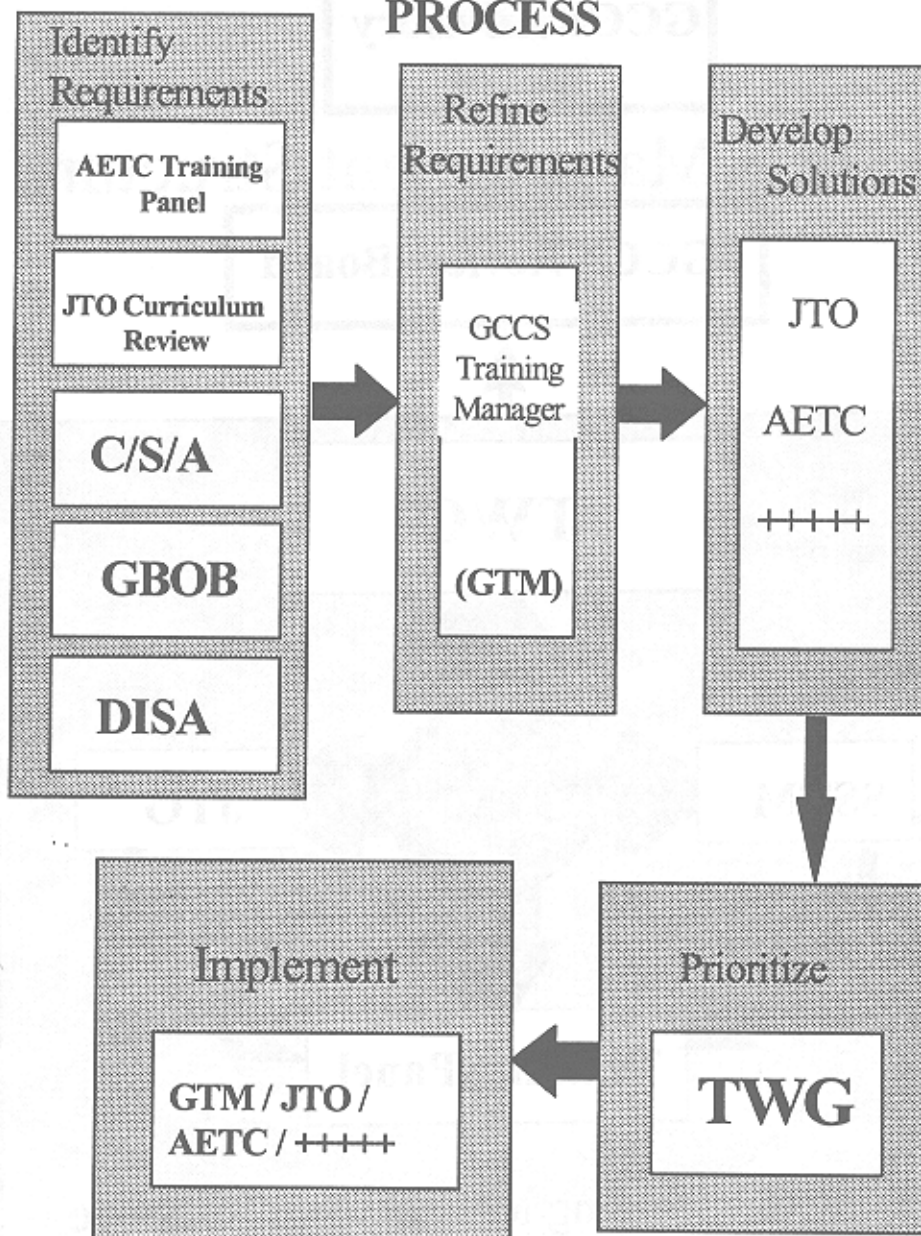 PROCESS
Identify
Requirements
AETC Training
Panel
JTO Curriculum
Review
C/S/A
GBOB
DISA
Refine
Requirements
GCCS
Training
Manager
(GTM)
Develop
Solutions
JTO
AETC
+++++
Prioritize
TWG
Implement
GTM / JTO /
AETC / +++++